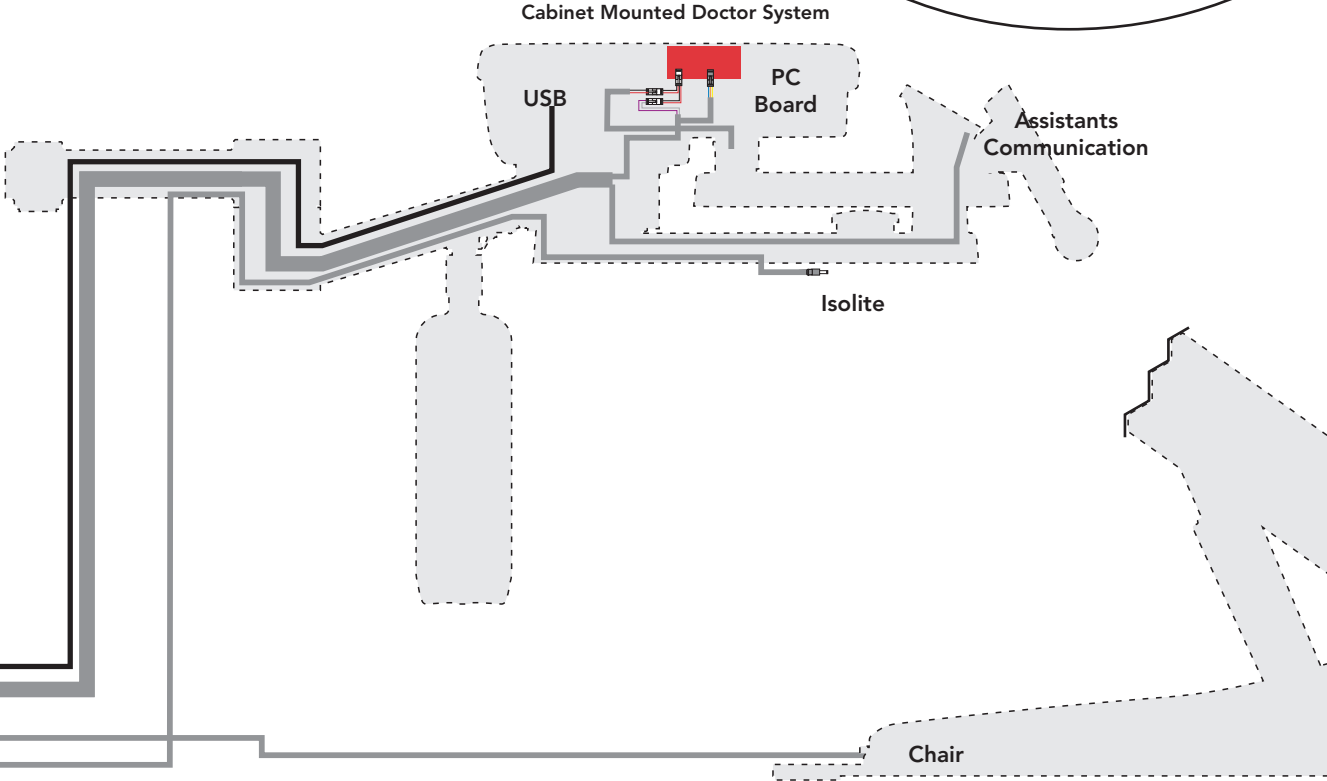 Cabinet Mounted Doctor System
USB
PC
Board
Assistants
Communication
Isolite
Chair